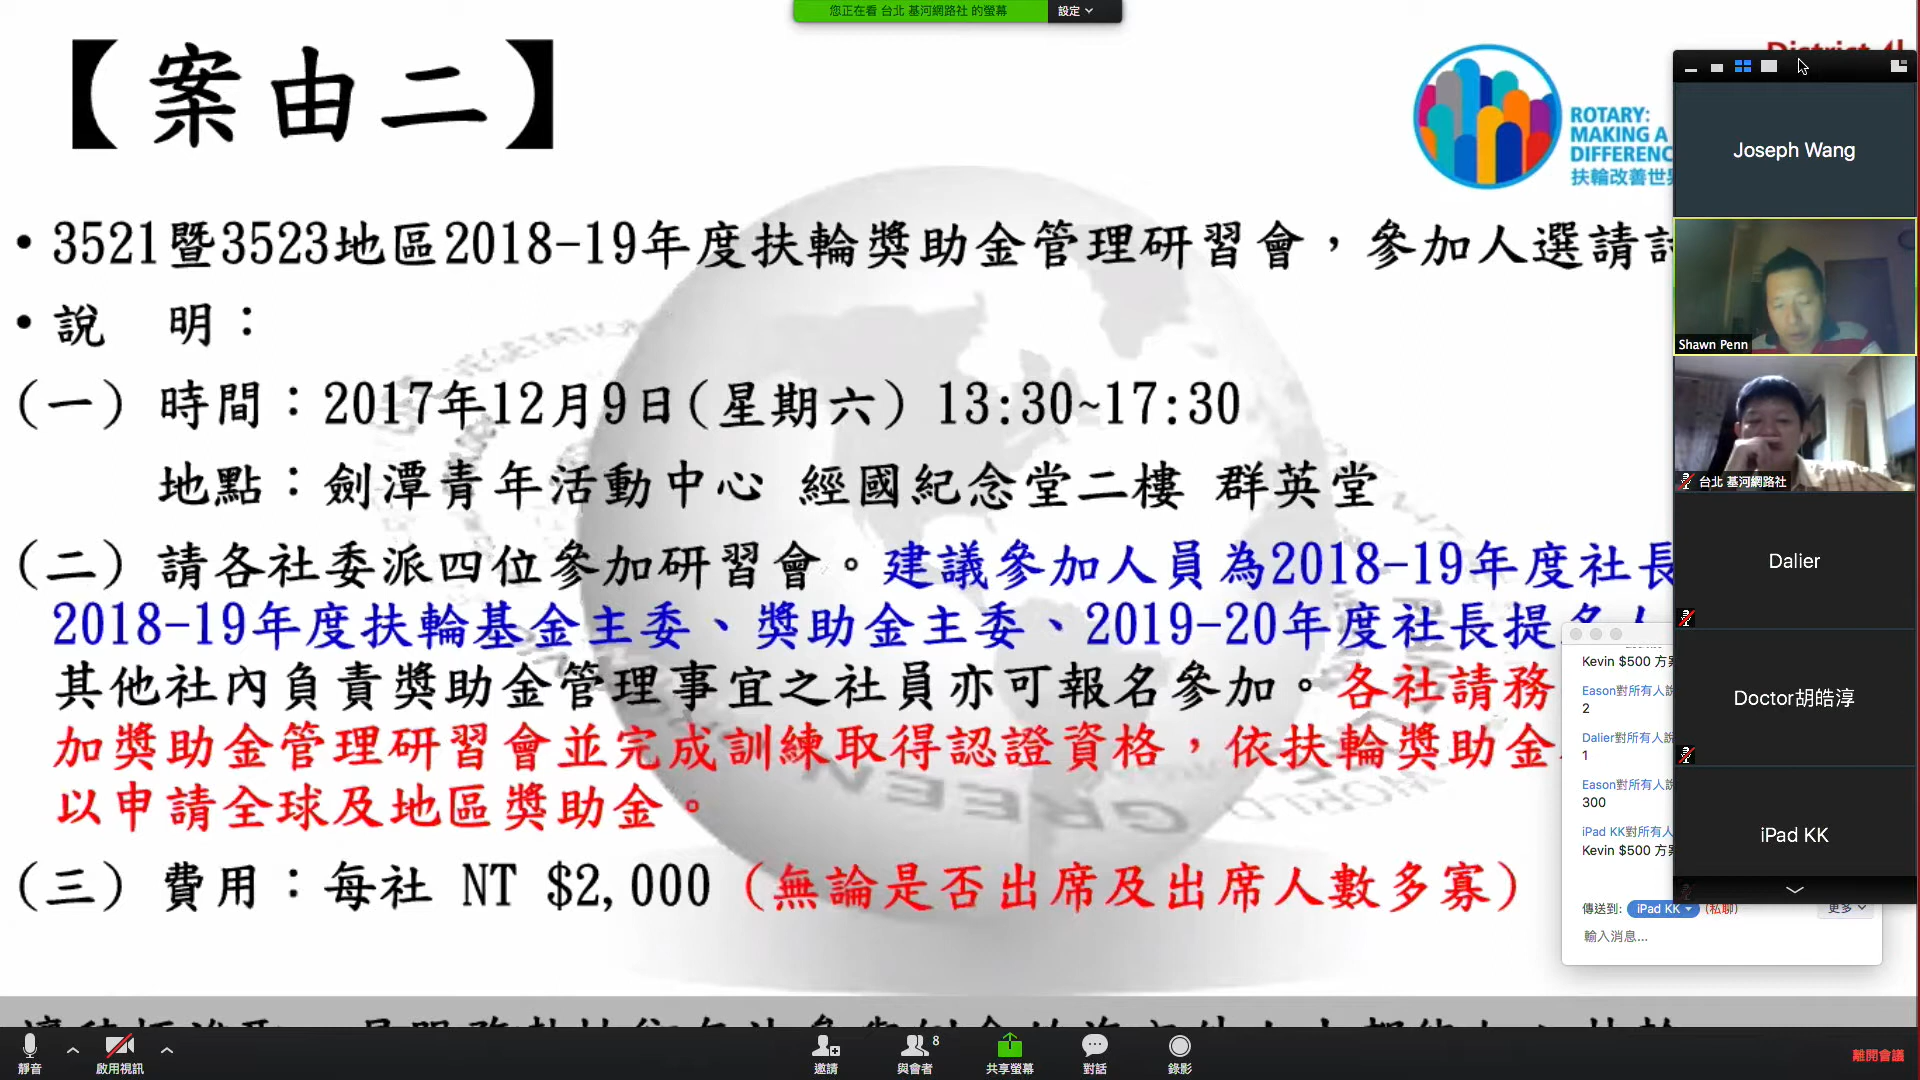 您正在看 台北 基河網路社 的螢幕 設定
【案由二】
ROTARY:
MAKING A
扶輪改善世
• 3521暨3523地區2018-19年度扶輪獎助金管理研習會，參加人選請
• 說 明：
(一) 時間：2017年12月9日(星期六) 13:30~17:30
地點：劍潭青年活動中心 經國紀念堂二樓 群英堂
(二) 請各社委派四位參加研習會。建議參加人員為2018-19年度社長
2018-19年度扶輪基金主委、獎助金主委、2019-20年度社長提名
其他社內負責獎助金管理事宜之社員亦可報名參加。各社請務
加獎助金管理研習會並完成訓練取得認證資格，依扶輪獎助金
以申請全球及地區獎助金。
(三) 費用：每社 NT $2,000 (無論是否出席及出席人數多寡)
Joseph Wang
Shawn Penn
台北 基河網路社
Dalier
Doctor胡皓淳
iPad KK
Kevin $500 方
Eason對所有人說
2
Dalier對所有人說
1
Eason對所有人說
300
iPad KK對所有人
Kevin $500 方
傳送到: iPad KK (私聊) 更多
輸入消息...
靜音
啟用視訊
邀請
8
與會者
共享螢幕
對話
錄影
離開會議